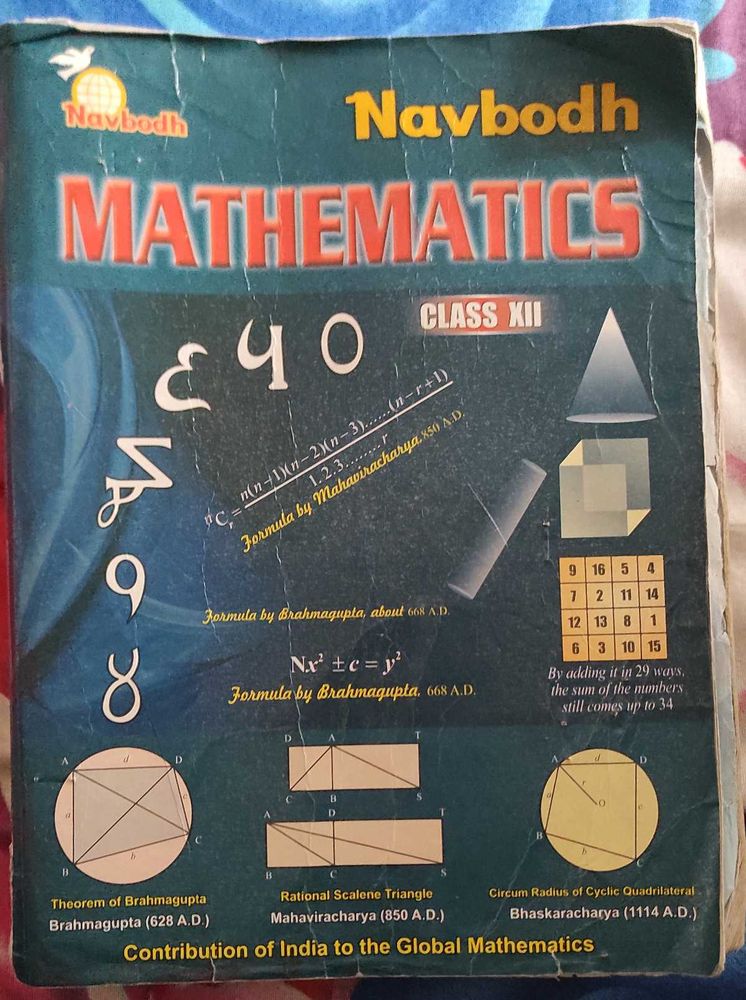 Navbodh
Navbodh
MATHEMATICS
CLASS XII
६ ५ ०
ⁿCᵣ = n(n−1)(n−2)(n−3)......(n−r+1) / 1.2.3........r
Formula by Mahaviracharya, 850 A.D.
१
४
9 16 5 4
7 2 11 14
12 13 8 1
6 3 10 15
By adding it in 29 ways,
the sum of the numbers
still comes up to 34
Formula by Brahmagupta, about 668 A.D.
Nx² ± c = y²
Formula by Brahmagupta, 668 A.D.
A d D
a c
B b C
D A T
C B S
A D T
B C S
A d D
r
a O c
B
b C
Theorem of Brahmagupta
Brahmagupta (628 A.D.)
Rational Scalene Triangle
Mahaviracharya (850 A.D.)
Circum Radius of Cyclic Quadrilateral
Bhaskaracharya (1114 A.D.)
Contribution of India to the Global Mathematics